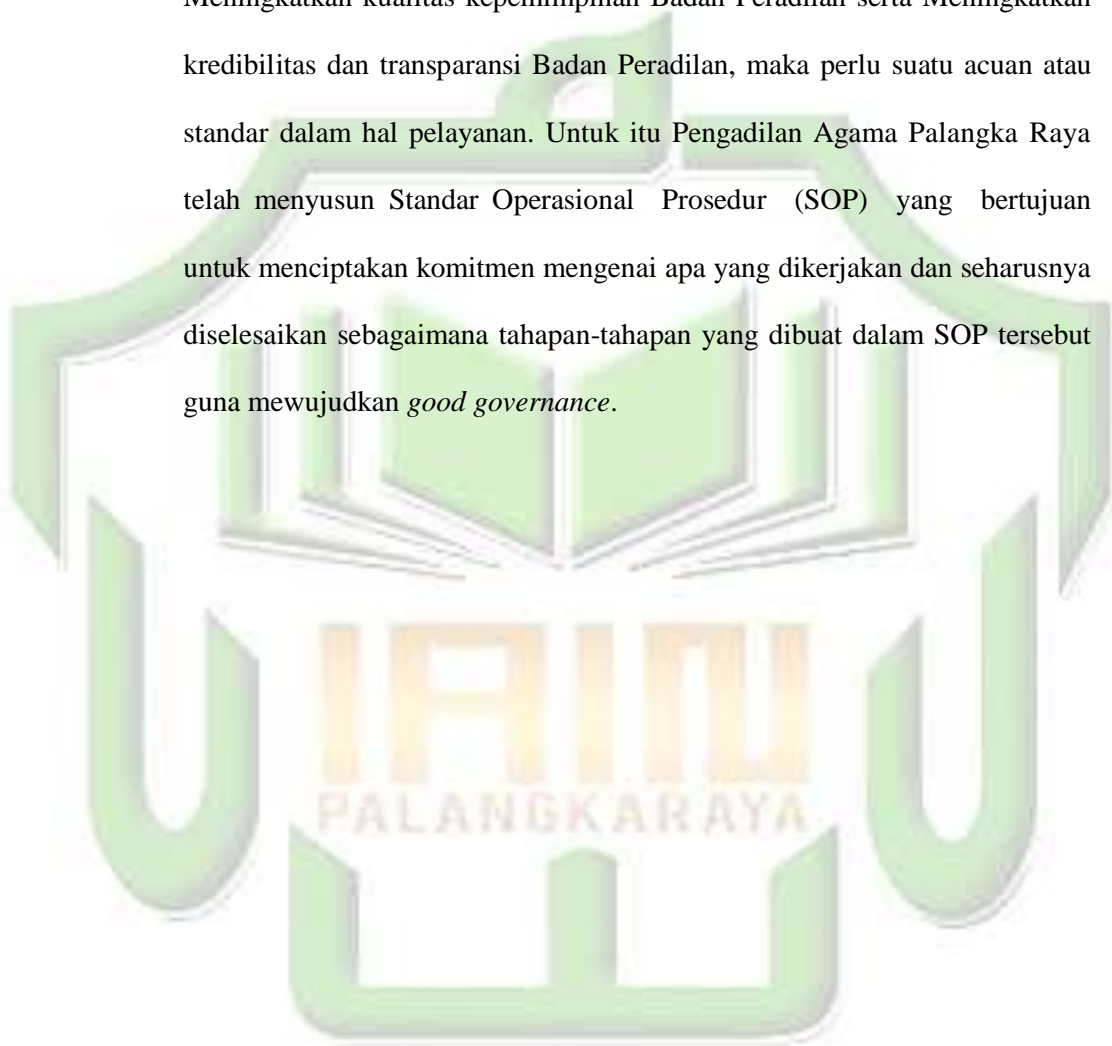 Meningkatkan kualitas kepemimpinan Badan Peradilan serta Meningkatkan
kredibilitas dan transparansi Badan Peradilan, maka perlu suatu acuan atau
standar dalam hal pelayanan. Untuk itu Pengadilan Agama Palangka Raya
telah menyusun Standar Operasional Prosedur (SOP) yang bertujuan
untuk menciptakan komitmen mengenai apa yang dikerjakan dan seharusnya
diselesaikan sebagaimana tahapan-tahapan yang dibuat dalam SOP tersebut
guna mewujudkan good governance.
IAIN
PALANGKARAYA